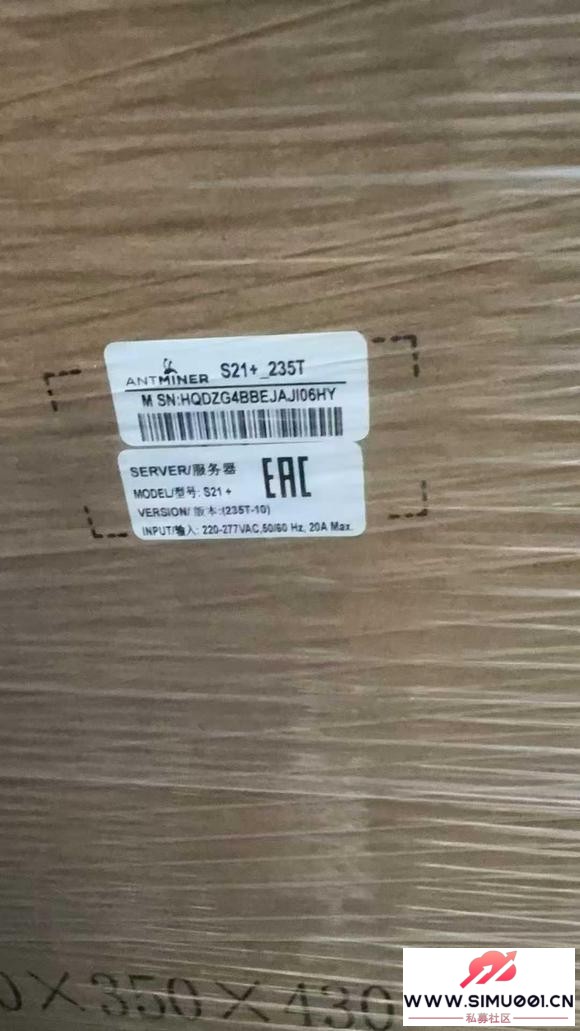 ANTMINER S21+_235T
M SN:HQDZG4BBEJAJI06HY
SERVER/服务器
EAC
MODEL/型号: S21 +
VERSION/ 版本:(235T-10)
INPUT/输入: 220-277VAC,50/60 Hz, 20A Max.
0×350×430
WWW.SIMU001.CN
私募社区